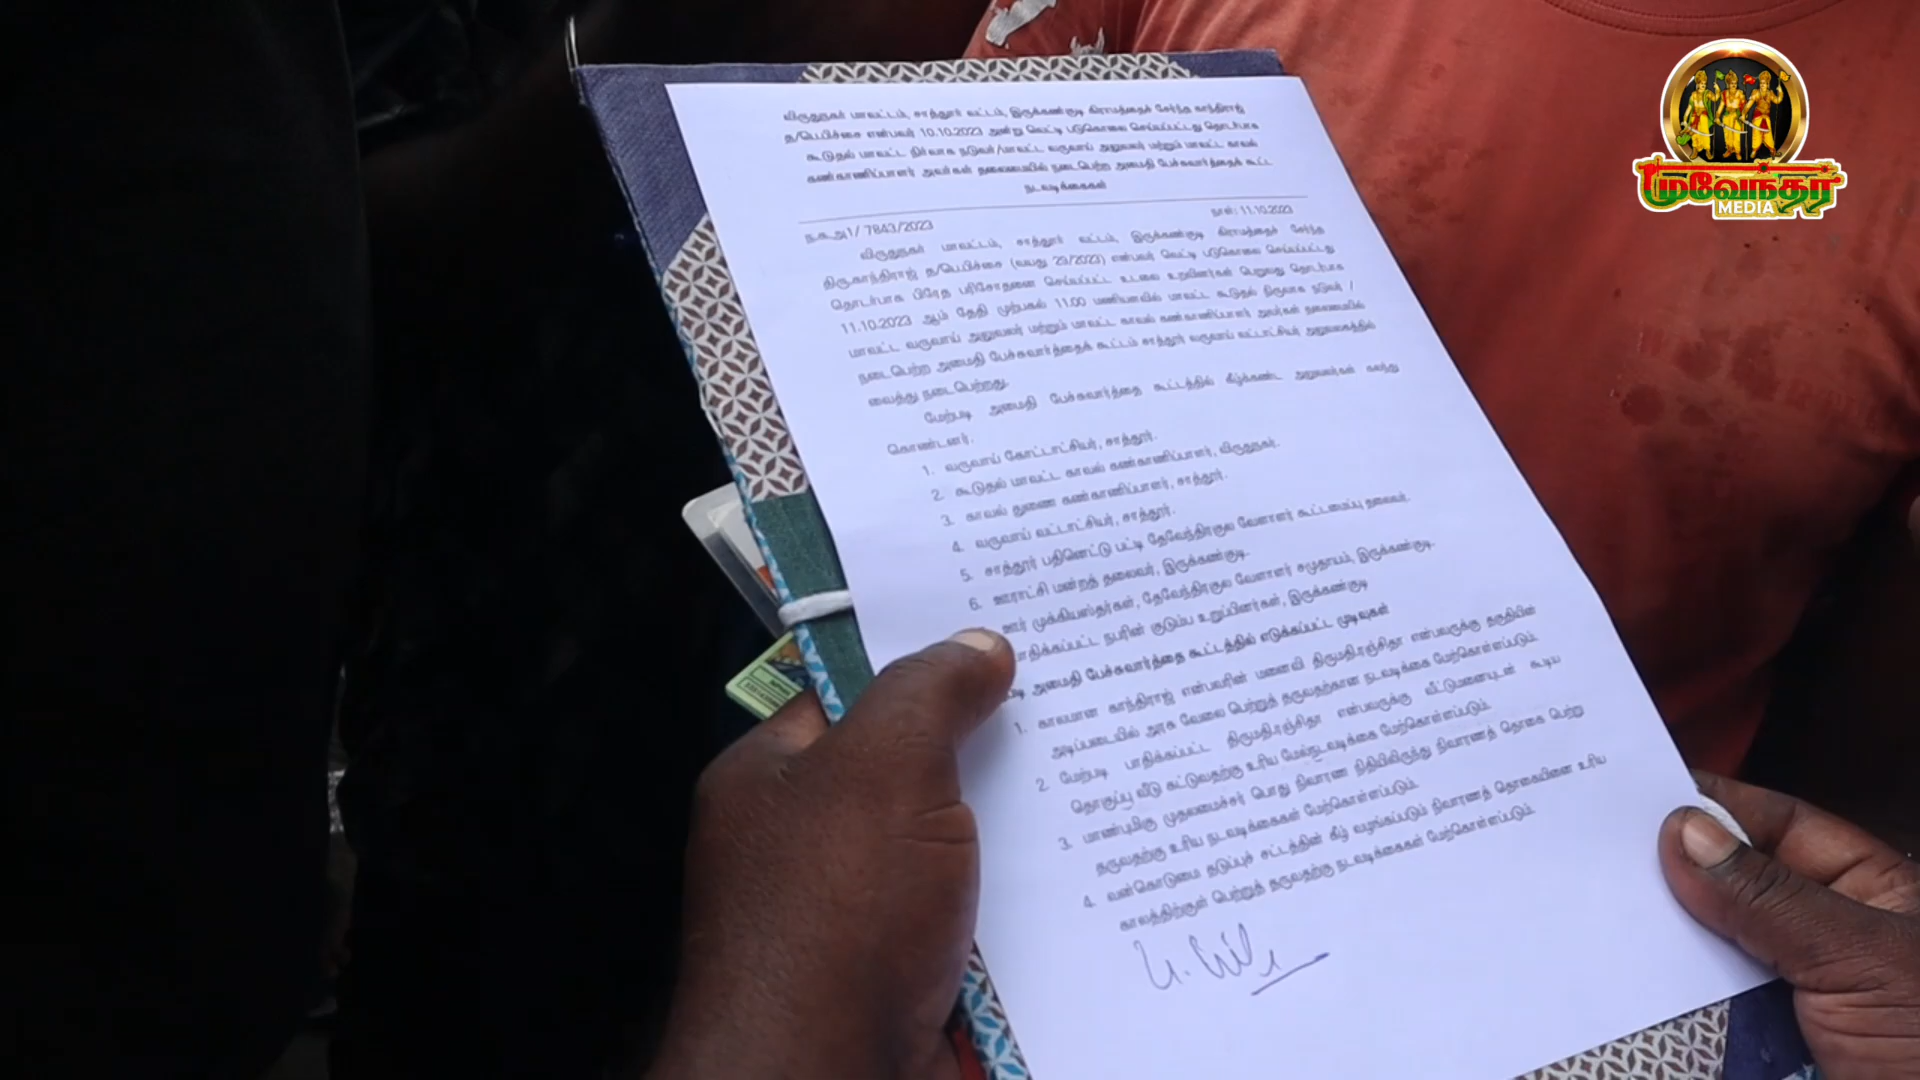 விருதுநகர் மாவட்டம், சாத்தூர் வட்டம், இருக்கண்குடி கிராமத்தைச் சேர்ந்த காந்திராஜ்
த/பெ.பிச்சை என்பவர் 10.10.2023 அன்று வெட்டி படுகொலை செய்யப்பட்டது தொடர்பாக
கூடுதல் மாவட்ட நிர்வாக நடுவர்/மாவட்ட வருவாய் அலுவலர் மற்றும் மாவட்ட காவல்
கண்காணிப்பாளர் அவர்கள் தலைமையில் நடைபெற்ற அமைதி பேச்சுவார்த்தைக் கூட்ட
நடவடிக்கைகள்
ந.க.அ1/ 7843/2023
நாள்: 11.10.2023
விருதுநகர் மாவட்டம், சாத்தூர் வட்டம், இருக்கண்குடி கிராமத்தைச் சேர்ந்த
திரு.காந்திராஜ் த/பெ.பிச்சை (வயது 29/2023) என்பவர் வெட்டி படுகொலை செய்யப்பட்டது
தொடர்பாக பிரேத பரிசோதனை செய்யப்பட்ட உடலை உறவினர்கள் பெறுவது தொடர்பாக
11.10.2023 ஆம் தேதி முற்பகல் 11.00 மணியளவில் மாவட்ட கூடுதல் நிருவாக நடுவர் /
மாவட்ட வருவாய் அலுவலர் மற்றும் மாவட்ட காவல் கண்காணிப்பாளர் அவர்கள் தலைமையில்
நடைபெற்ற அமைதி பேச்சுவார்த்தைக் கூட்டம் சாத்தூர் வருவாய் வட்டாட்சியர் அலுவலகத்தில்
வைத்து நடைபெற்றது.
மேற்படி அமைதி பேச்சுவார்த்தை கூட்டத்தில் கீழ்க்கண்ட அலுவலர்கள் கலந்து
கொண்டனர்.
1. வருவாய் கோட்டாட்சியர், சாத்தூர்.
2. கூடுதல் மாவட்ட காவல் கண்காணிப்பாளர், விருதுநகர்.
3. காவல் துணை கண்காணிப்பாளர், சாத்தூர்.
4. வருவாய் வட்டாட்சியர், சாத்தூர்.
5. சாத்தூர் பதினெட்டு பட்டி தேவேந்திரகுல வேளாளர் கூட்டமைப்பு தலைவர்.
6. ஊராட்சி மன்றத் தலைவர், இருக்கண்குடி.
ஊர் முக்கியஸ்தர்கள், தேவேந்திரகுல வேளாளர் சமுதாயம், இருக்கண்குடி.
பாதிக்கப்பட்ட நபரின் குடும்ப உறுப்பினர்கள், இருக்கண்குடி
படி அமைதி பேச்சுவார்த்தை கூட்டத்தில் எடுக்கப்பட்ட முடிவுகள்
1. காலமான காந்திராஜ் என்பவரின் மனைவி திருமதி.ரஞ்சிதா என்பவருக்கு தகுதியின்
அடிப்படையில் அரசு வேலை பெற்றுத் தருவதற்கான நடவடிக்கை மேற்கொள்ளப்படும்.
2. மேற்படி பாதிக்கப்பட்ட திருமதி.ரஞ்சிதா என்பவருக்கு வீட்டுமனையுடன் கூடிய
தொகுப்பு வீடு கட்டுவதற்கு உரிய மேல்நடவடிக்கை மேற்கொள்ளப்படும்.
3. மாண்புமிகு முதலமைச்சர் பொது நிவாரண நிதியிலிருந்து நிவாரணத் தொகை பெற்று
தருவதற்கு உரிய நடவடிக்கைகள் மேற்கொள்ளப்படும்.
4. வன்கொடுமை தடுப்புச் சட்டத்தின் கீழ் வழங்கப்படும் நிவாரணத் தொகையினை உரிய
காலத்திற்குள் பெற்றுத் தருவதற்கு நடவடிக்கைகள் மேற்கொள்ளப்படும்.
மூவேந்தர்
MEDIA